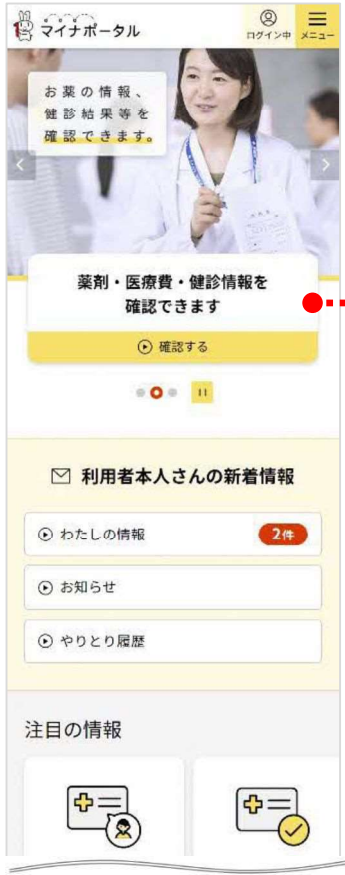 マイナポータル
ログイン中
メニュー
お薬の情報、
健診結果等を
確認できます。
薬剤・医療費・健診情報を
確認できます
確認する
利用者本人さんの新着情報
わたしの情報
2件
お知らせ
やりとり履歴
注目の情報